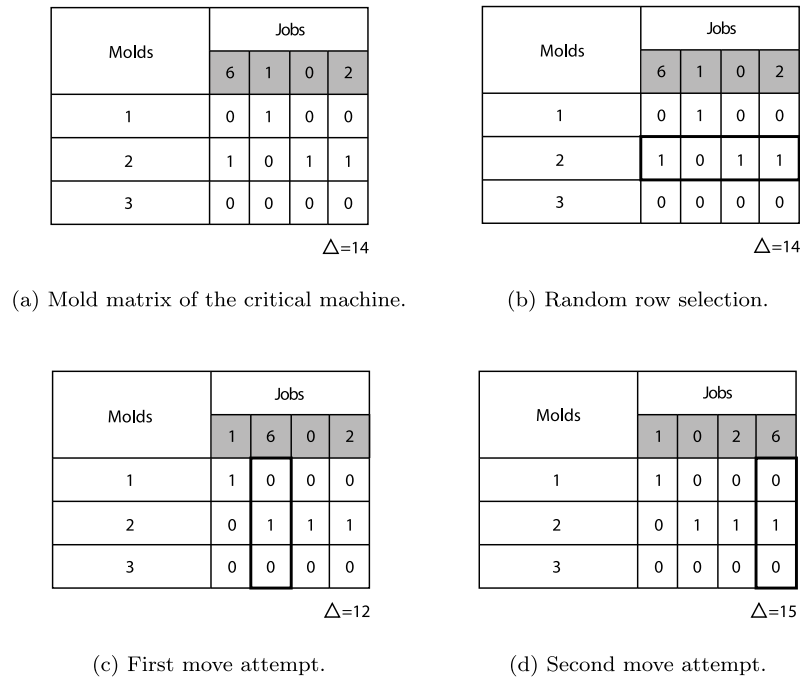 Molds Jobs
6 1 0 2
1 0 1 0 0
2 1 0 1 1
3 0 0 0 0
△=14
(a) Mold matrix of the critical machine.
Molds Jobs
6 1 0 2
1 0 1 0 0
2 1 0 1 1
3 0 0 0 0
△=14
(b) Random row selection.
Molds Jobs
1 6 0 2
1 1 0 0 0
2 0 1 1 1
3 0 0 0 0
△=12
(c) First move attempt.
Molds Jobs
1 0 2 6
1 1 0 0 0
2 0 1 1 1
3 0 0 0 0
△=15
(d) Second move attempt.